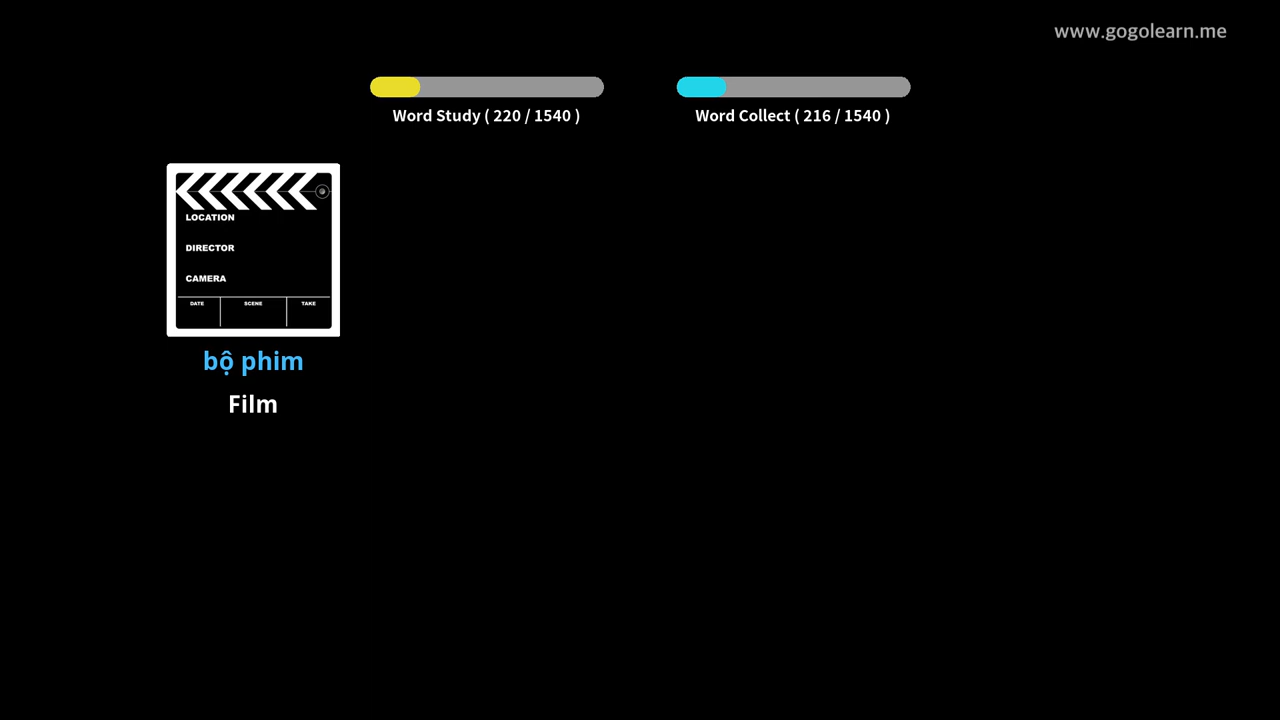 www.gogolearn.me
Word Study ( 220 / 1540 )
Word Collect ( 216 / 1540 )
LOCATION
DIRECTOR
CAMERA
DATE SCENE TAKE
bộ phim
Film